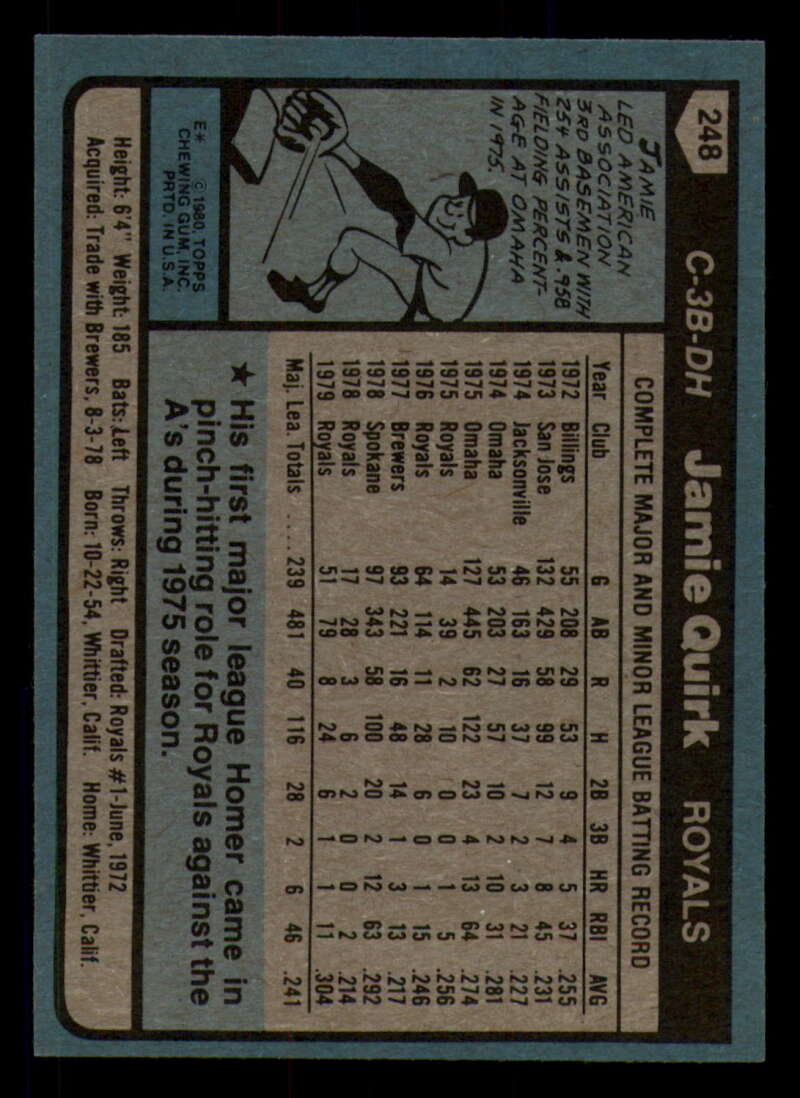 248 C-3B-DH Jamie Quirk ROYALS
JAMIE
LED AMERICAN
ASSOCIATION
3RD BASEMEN WITH
254 ASSISTS & .958
FIELDING PERCENT-
AGE AT OMAHA
IN 1975.
E* © 1980, TOPPS
CHEWING GUM, INC.
PRTD. IN U.S.A.
COMPLETE MAJOR AND MINOR LEAGUE BATTING RECORD
Year Club G AB R H 2B 3B HR RBI AVG
1972 Billings 55 208 29 53 9 4 5 37 .255
1973 San Jose 132 429 58 99 12 7 8 45 .231
1974 Jacksonville 46 163 16 37 7 2 3 21 .227
1974 Omaha 53 203 27 57 10 2 10 31 .281
1975 Omaha 127 445 62 122 23 4 13 64 .274
1975 Royals 14 39 2 10 0 0 1 5 .256
1976 Royals 64 114 11 28 6 0 1 15 .246
1977 Brewers 93 221 16 48 14 1 3 13 .217
1978 Spokane 97 343 58 100 20 2 12 63 .292
1978 Royals 17 28 3 6 2 0 0 2 .214
1979 Royals 51 79 8 24 6 1 1 11 .304
Maj. Lea. Totals ..... 239 481 40 116 28 2 6 46 .241
★ His first major league Homer came in
pinch-hitting role for Royals against the
A's during 1975 season.
Height: 6'4" Weight: 185 Bats: Left Throws: Right Drafted: Royals #1-June, 1972
Acquired: Trade with Brewers, 8-3-78 Born: 10-22-54, Whittier, Calif. Home: Whittier, Calif.